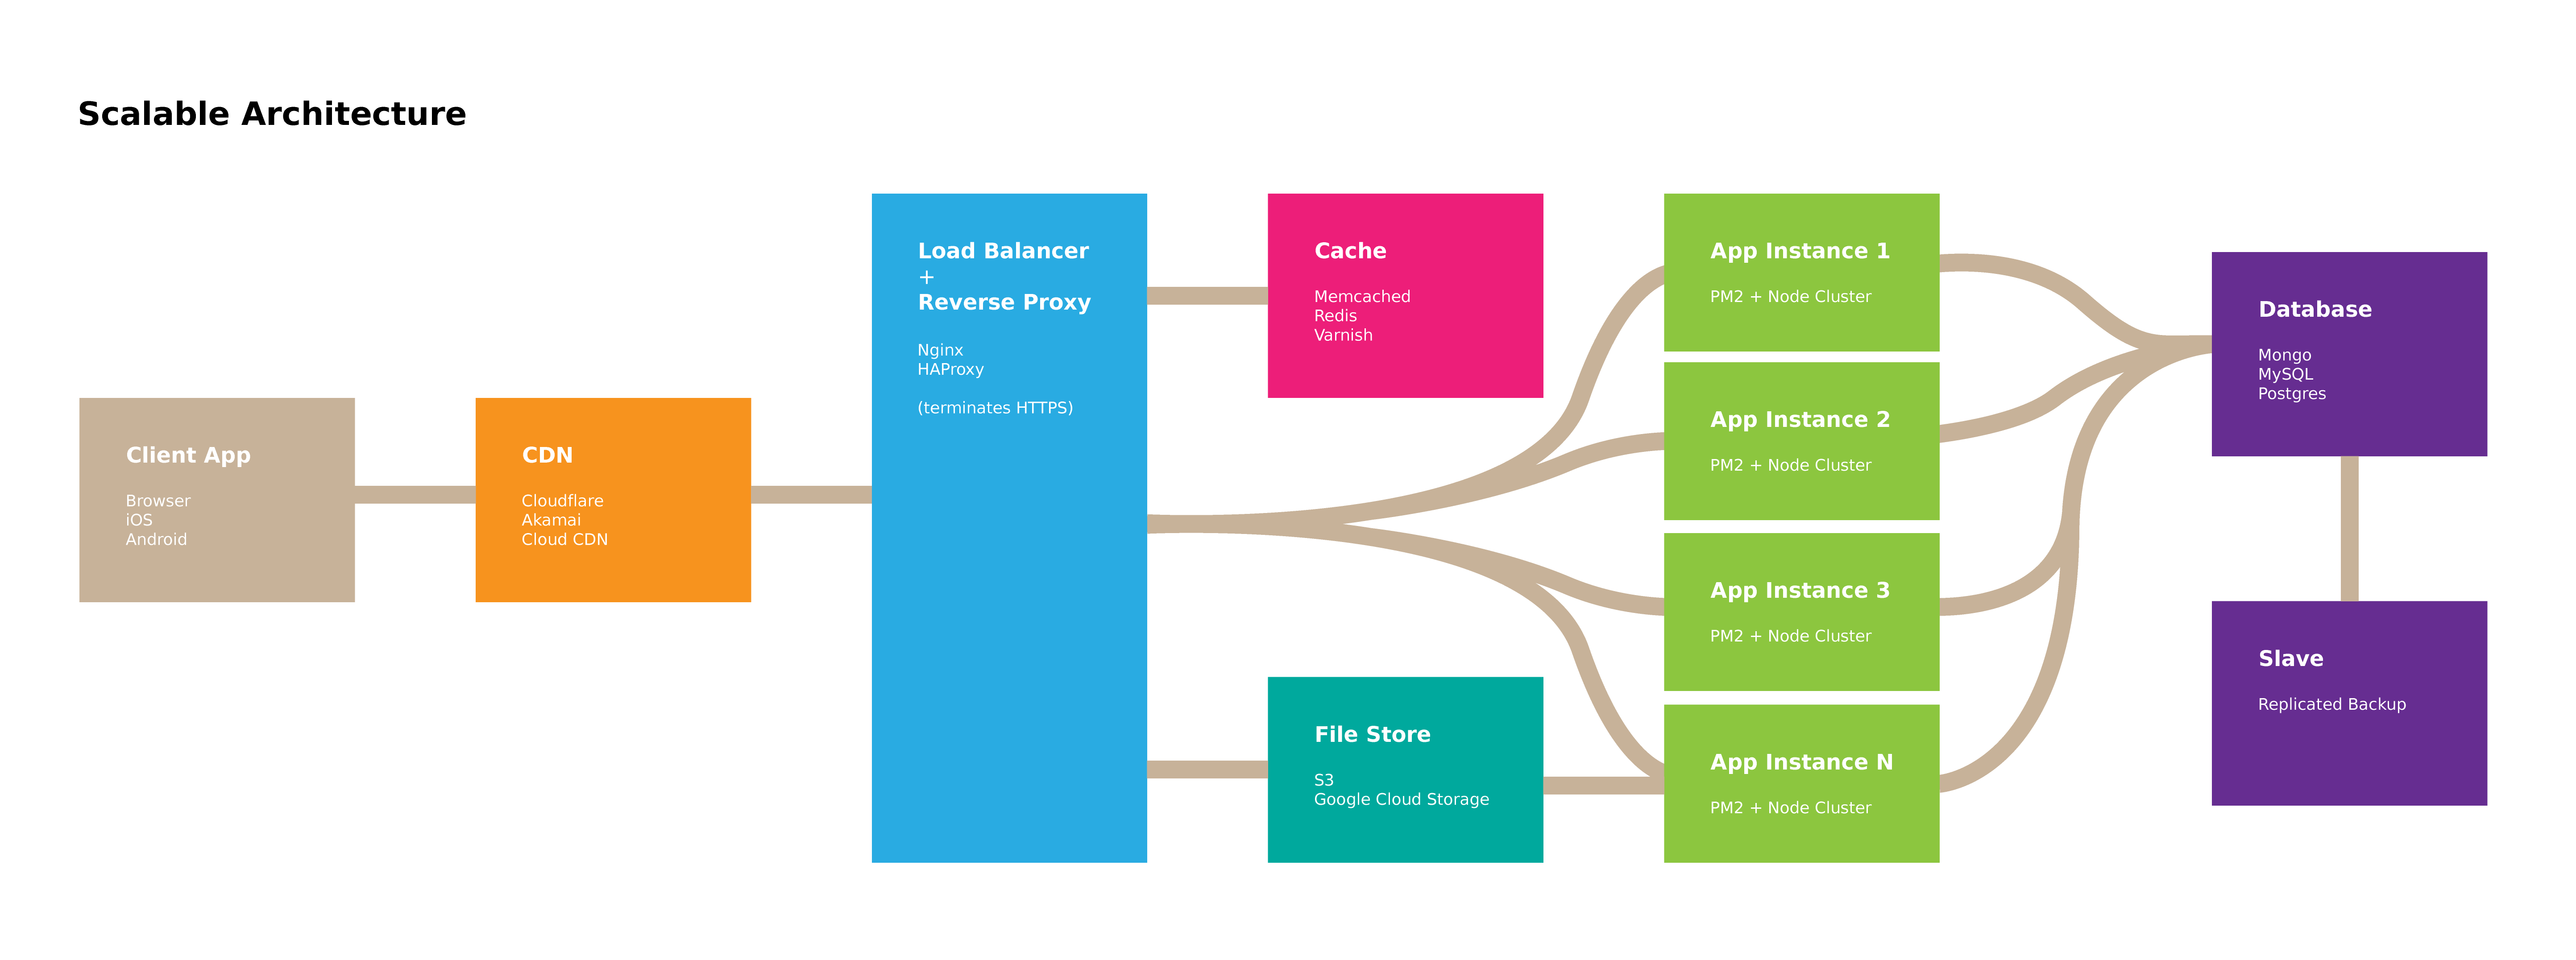 Scalable Architecture
Client App
Browser
iOS
Android
CDN
Cloudflare
Akamai
Cloud CDN
Load Balancer
+
Reverse Proxy
Nginx
HAProxy
(terminates HTTPS)
Cache
Memcached
Redis
Varnish
File Store
S3
Google Cloud Storage
App Instance 1
PM2 + Node Cluster
App Instance 2
PM2 + Node Cluster
App Instance 3
PM2 + Node Cluster
App Instance N
PM2 + Node Cluster
Database
Mongo
MySQL
Postgres
Slave
Replicated Backup